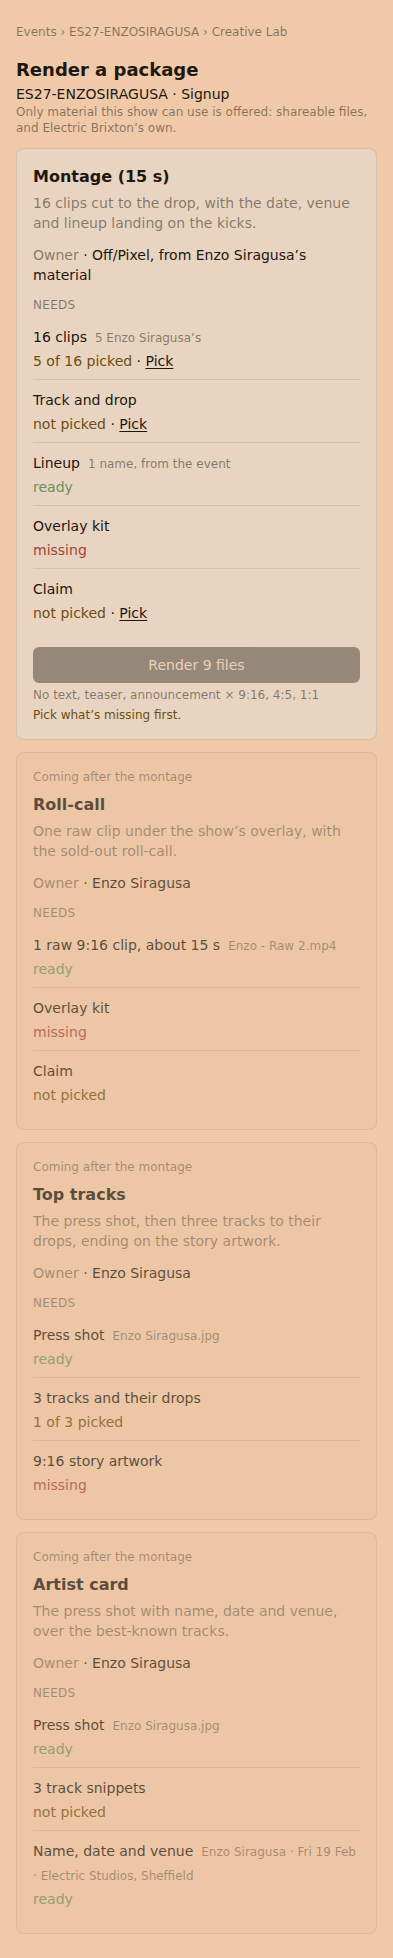 Events › ES27-ENZOSIRAGUSA › Creative Lab
Render a package
ES27-ENZOSIRAGUSA · Signup
Only material this show can use is offered: shareable files,
and Electric Brixton’s own.
Montage (15 s)
16 clips cut to the drop, with the date, venue
and lineup landing on the kicks.
Owner · Off/Pixel, from Enzo Siragusa’s
material
NEEDS
16 clips 5 Enzo Siragusa’s
5 of 16 picked · Pick
Track and drop
not picked · Pick
Lineup 1 name, from the event
ready
Overlay kit
missing
Claim
not picked · Pick
Render 9 files
No text, teaser, announcement × 9:16, 4:5, 1:1
Pick what’s missing first.
Coming after the montage
Roll-call
One raw clip under the show’s overlay, with
the sold-out roll-call.
Owner · Enzo Siragusa
NEEDS
1 raw 9:16 clip, about 15 s Enzo - Raw 2.mp4
ready
Overlay kit
missing
Claim
not picked
Coming after the montage
Top tracks
The press shot, then three tracks to their
drops, ending on the story artwork.
Owner · Enzo Siragusa
NEEDS
Press shot Enzo Siragusa.jpg
ready
3 tracks and their drops
1 of 3 picked
9:16 story artwork
missing
Coming after the montage
Artist card
The press shot with name, date and venue,
over the best-known tracks.
Owner · Enzo Siragusa
NEEDS
Press shot Enzo Siragusa.jpg
ready
3 track snippets
not picked
Name, date and venue Enzo Siragusa · Fri 19 Feb
· Electric Studios, Sheffield
ready